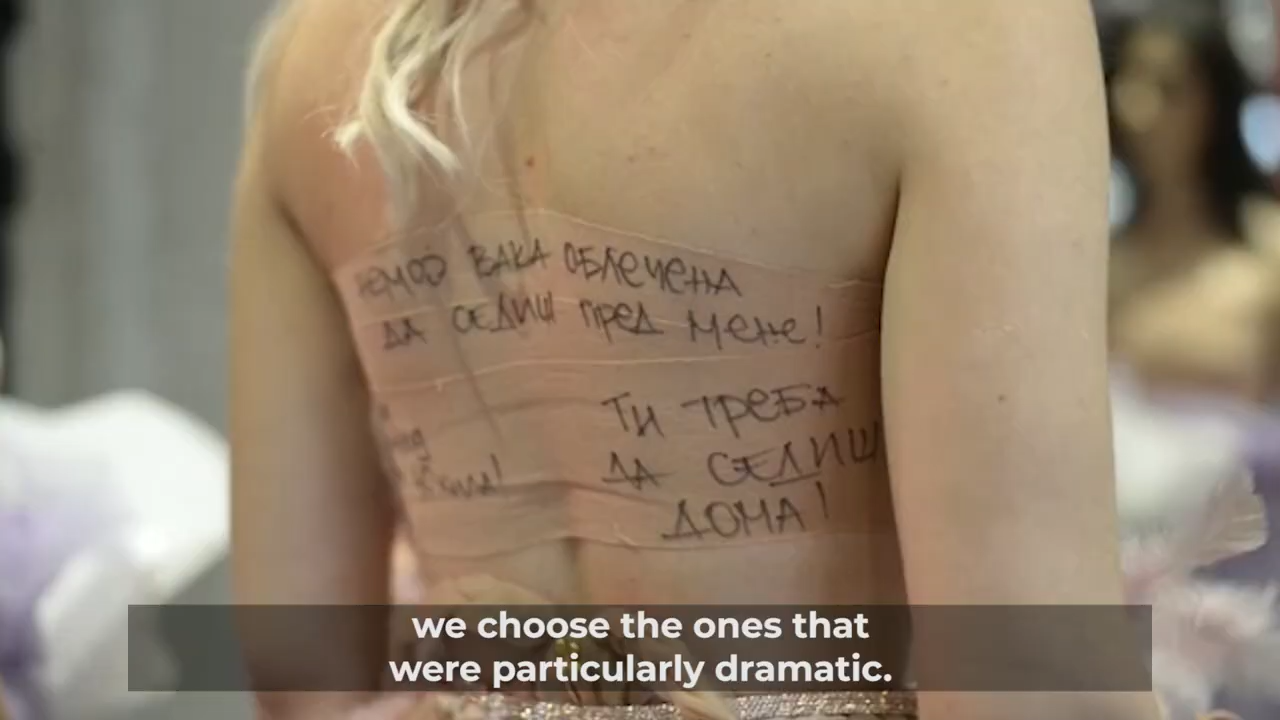 НЕМОЈ ВАКА ОБЛЕЧЕНА
ДА СЕДИШ ПРЕД МЕНЕ!
ТИ ТРЕБА
ДА СЕДИШ
ДОМА!
we choose the ones that
were particularly dramatic.